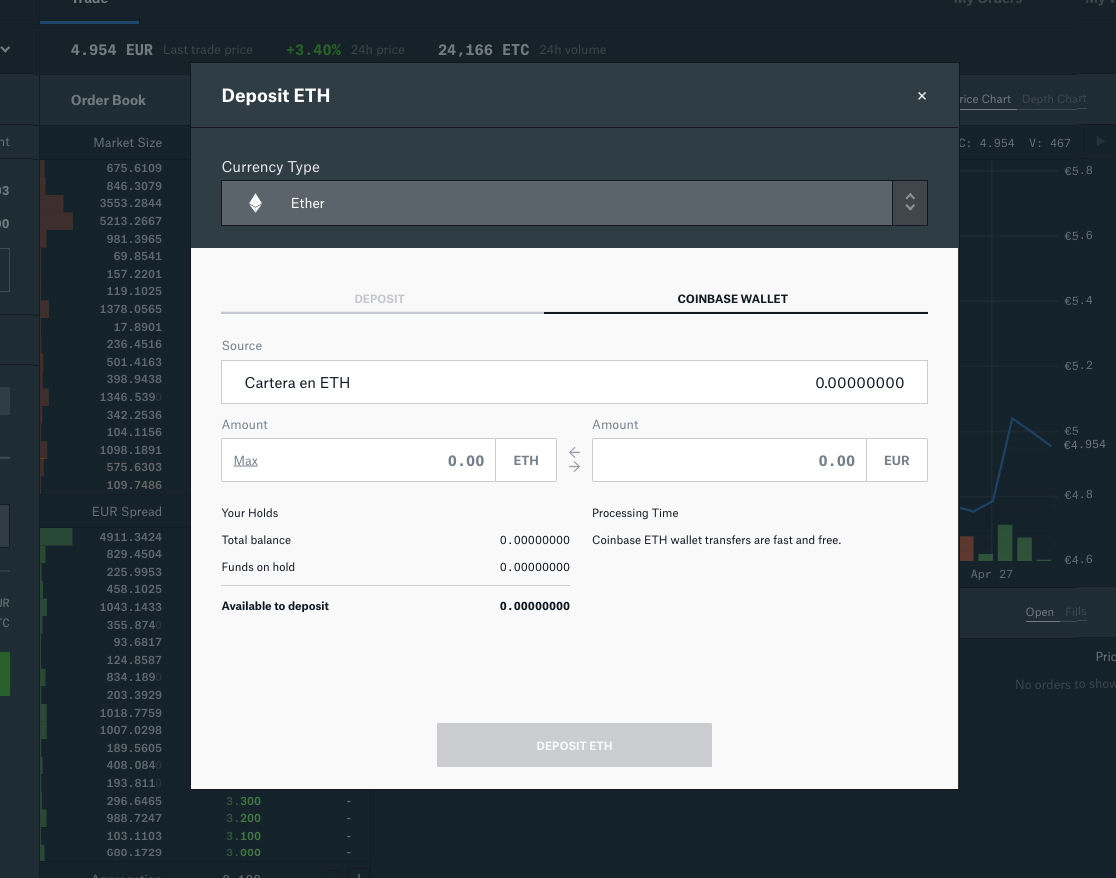 Trade
My Orders
4.954 EUR Last trade price +3.40% 24h price 24,166 ETC 24h volume
Deposit ETH
×
Order Book
rice Chart Depth Chart
Market Size
C: 4.954 V: 467
Currency Type
Ether
675.6109
846.3079
3553.2844
5213.2667
981.3965
69.8541
157.2201
119.1025
1378.0565
17.8901
236.4516
501.4163
398.9438
1346.5390
342.2536
104.1156
1098.1891
575.6303
109.7486
EUR Spread
4911.3424
829.4504
225.9953
458.1025
1043.1433
355.8740
93.6817
124.8587
834.1890
203.3929
1018.7759
1007.0298
189.5605
408.0840
193.8110
296.6465 3.300 -
988.7247 3.200 -
103.1103 3.100 -
680.1729 3.000 -
DEPOSIT
COINBASE WALLET
Source
Cartera en ETH 0.00000000
Amount
Max 0.00 ETH
Amount
0.00 EUR
Your Holds
Total balance 0.00000000
Funds on hold 0.00000000
Available to deposit 0.00000000
Processing Time
Coinbase ETH wallet transfers are fast and free.
DEPOSIT ETH
€5.8
€5.6
€5.4
€5.2
€5
€4.954
€4.8
€4.6
Apr 27
Open Fills
Pric
No orders to show